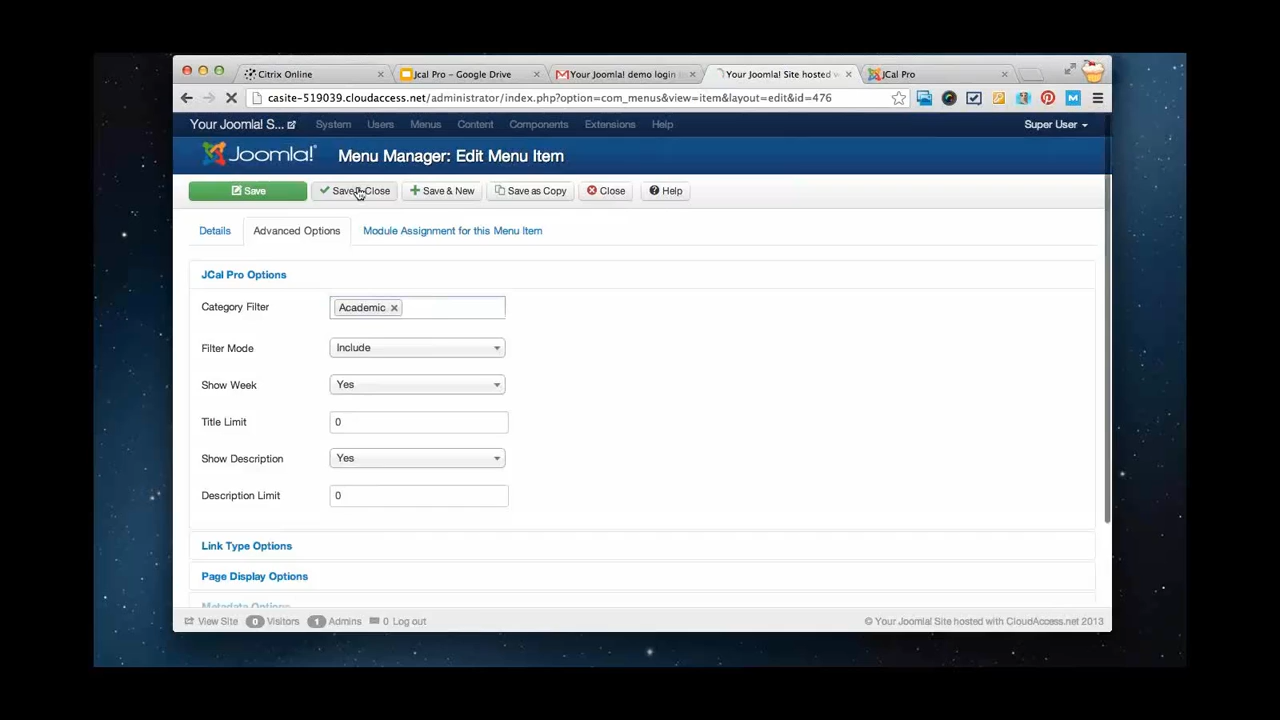 Citrix Online
Jcal Pro – Google Drive
Your Joomla! demo login
Your Joomla! Site hosted
JCal Pro
casite-519039.cloudaccess.net/administrator/index.php?option=com_menus&view=item&layout=edit&id=476
Your Joomla! S... System Users Menus Content Components Extensions Help Super User
Joomla! Menu Manager: Edit Menu Item
Save Save & Close Save & New Save as Copy Close Help
Details Advanced Options Module Assignment for this Menu Item
JCal Pro Options
Category Filter Academic
Filter Mode Include
Show Week Yes
Title Limit 0
Show Description Yes
Description Limit 0
Link Type Options
Page Display Options
Metadata Options
View Site 0 Visitors 1 Admins 0 Log out © Your Joomla! Site hosted with CloudAccess.net 2013